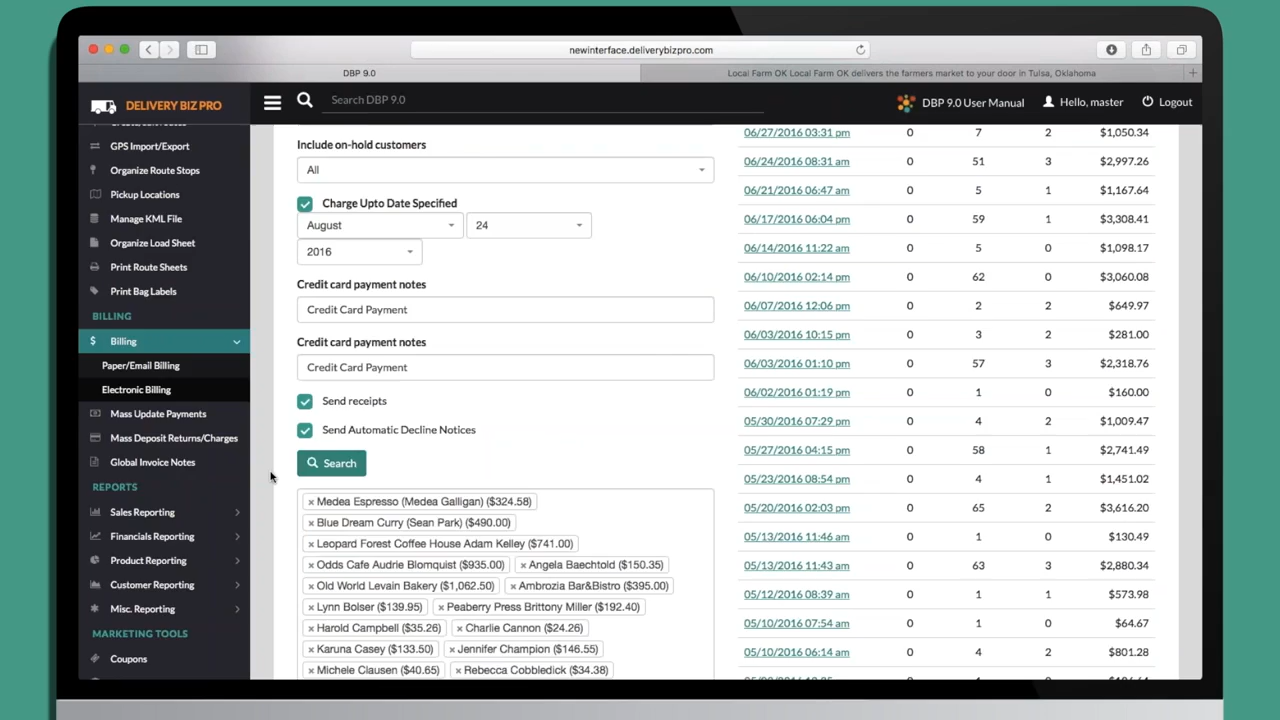 newinterface.deliverybizpro.com
DBP 9.0
Local Farm OK Local Farm OK delivers the farmers market to your door in Tulsa, Oklahoma
DELIVERY BIZ PRO
Search DBP 9.0
DBP 9.0 User Manual
Hello, master
Logout
GPS Import/Export
Organize Route Stops
Pickup Locations
Manage KML File
Organize Load Sheet
Print Route Sheets
Print Bag Labels
BILLING
Billing
Paper/Email Billing
Electronic Billing
Mass Update Payments
Mass Deposit Returns/Charges
Global Invoice Notes
REPORTS
Sales Reporting
Financials Reporting
Product Reporting
Customer Reporting
Misc. Reporting
MARKETING TOOLS
Coupons
Include on-hold customers
All
Charge Upto Date Specified
August 24
2016
Credit card payment notes
Credit Card Payment
Credit card payment notes
Credit Card Payment
Send receipts
Send Automatic Decline Notices
Search
× Medea Espresso (Medea Galligan) ($324.58)
× Blue Dream Curry (Sean Park) ($490.00)
× Leopard Forest Coffee House Adam Kelley ($741.00)
× Odds Cafe Audrie Blomquist ($935.00) × Angela Baechtold ($150.35)
× Old World Levain Bakery ($1,062.50) × Ambrozia Bar&Bistro ($395.00)
× Lynn Bolser ($139.95) × Peaberry Press Brittony Miller ($192.40)
× Harold Campbell ($35.26) × Charlie Cannon ($24.26)
× Karuna Casey ($133.50) × Jennifer Champion ($146.55)
× Michele Clausen ($40.65) × Rebecca Cobbledick ($34.38)
06/27/2016 03:31 pm 0 7 2 $1,050.34
06/24/2016 08:31 am 0 51 3 $2,997.26
06/21/2016 06:47 am 0 5 1 $1,167.64
06/17/2016 06:04 pm 0 59 1 $3,308.41
06/14/2016 11:22 am 0 5 0 $1,098.17
06/10/2016 02:14 pm 0 62 0 $3,060.08
06/07/2016 12:06 pm 0 2 2 $649.97
06/03/2016 10:15 pm 0 3 2 $281.00
06/03/2016 01:10 pm 0 57 3 $2,318.76
06/02/2016 01:19 pm 0 1 0 $160.00
05/30/2016 07:29 pm 0 4 2 $1,009.47
05/27/2016 04:15 pm 0 58 1 $2,741.49
05/23/2016 08:54 pm 0 4 1 $1,451.02
05/20/2016 02:03 pm 0 65 2 $3,616.20
05/13/2016 11:46 am 0 1 0 $130.49
05/13/2016 11:43 am 0 63 3 $2,880.34
05/12/2016 08:39 am 0 1 1 $573.98
05/10/2016 07:54 am 0 1 0 $64.67
05/10/2016 06:14 am 0 4 2 $801.28